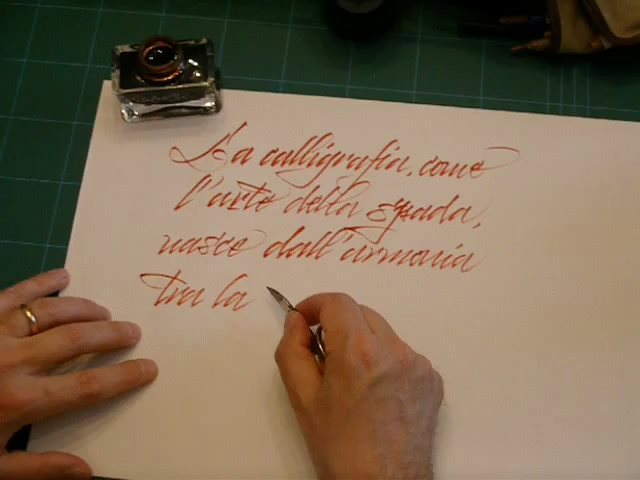 La calligrafia, come
l'arte della spada,
nasce dall'armonia
tra la